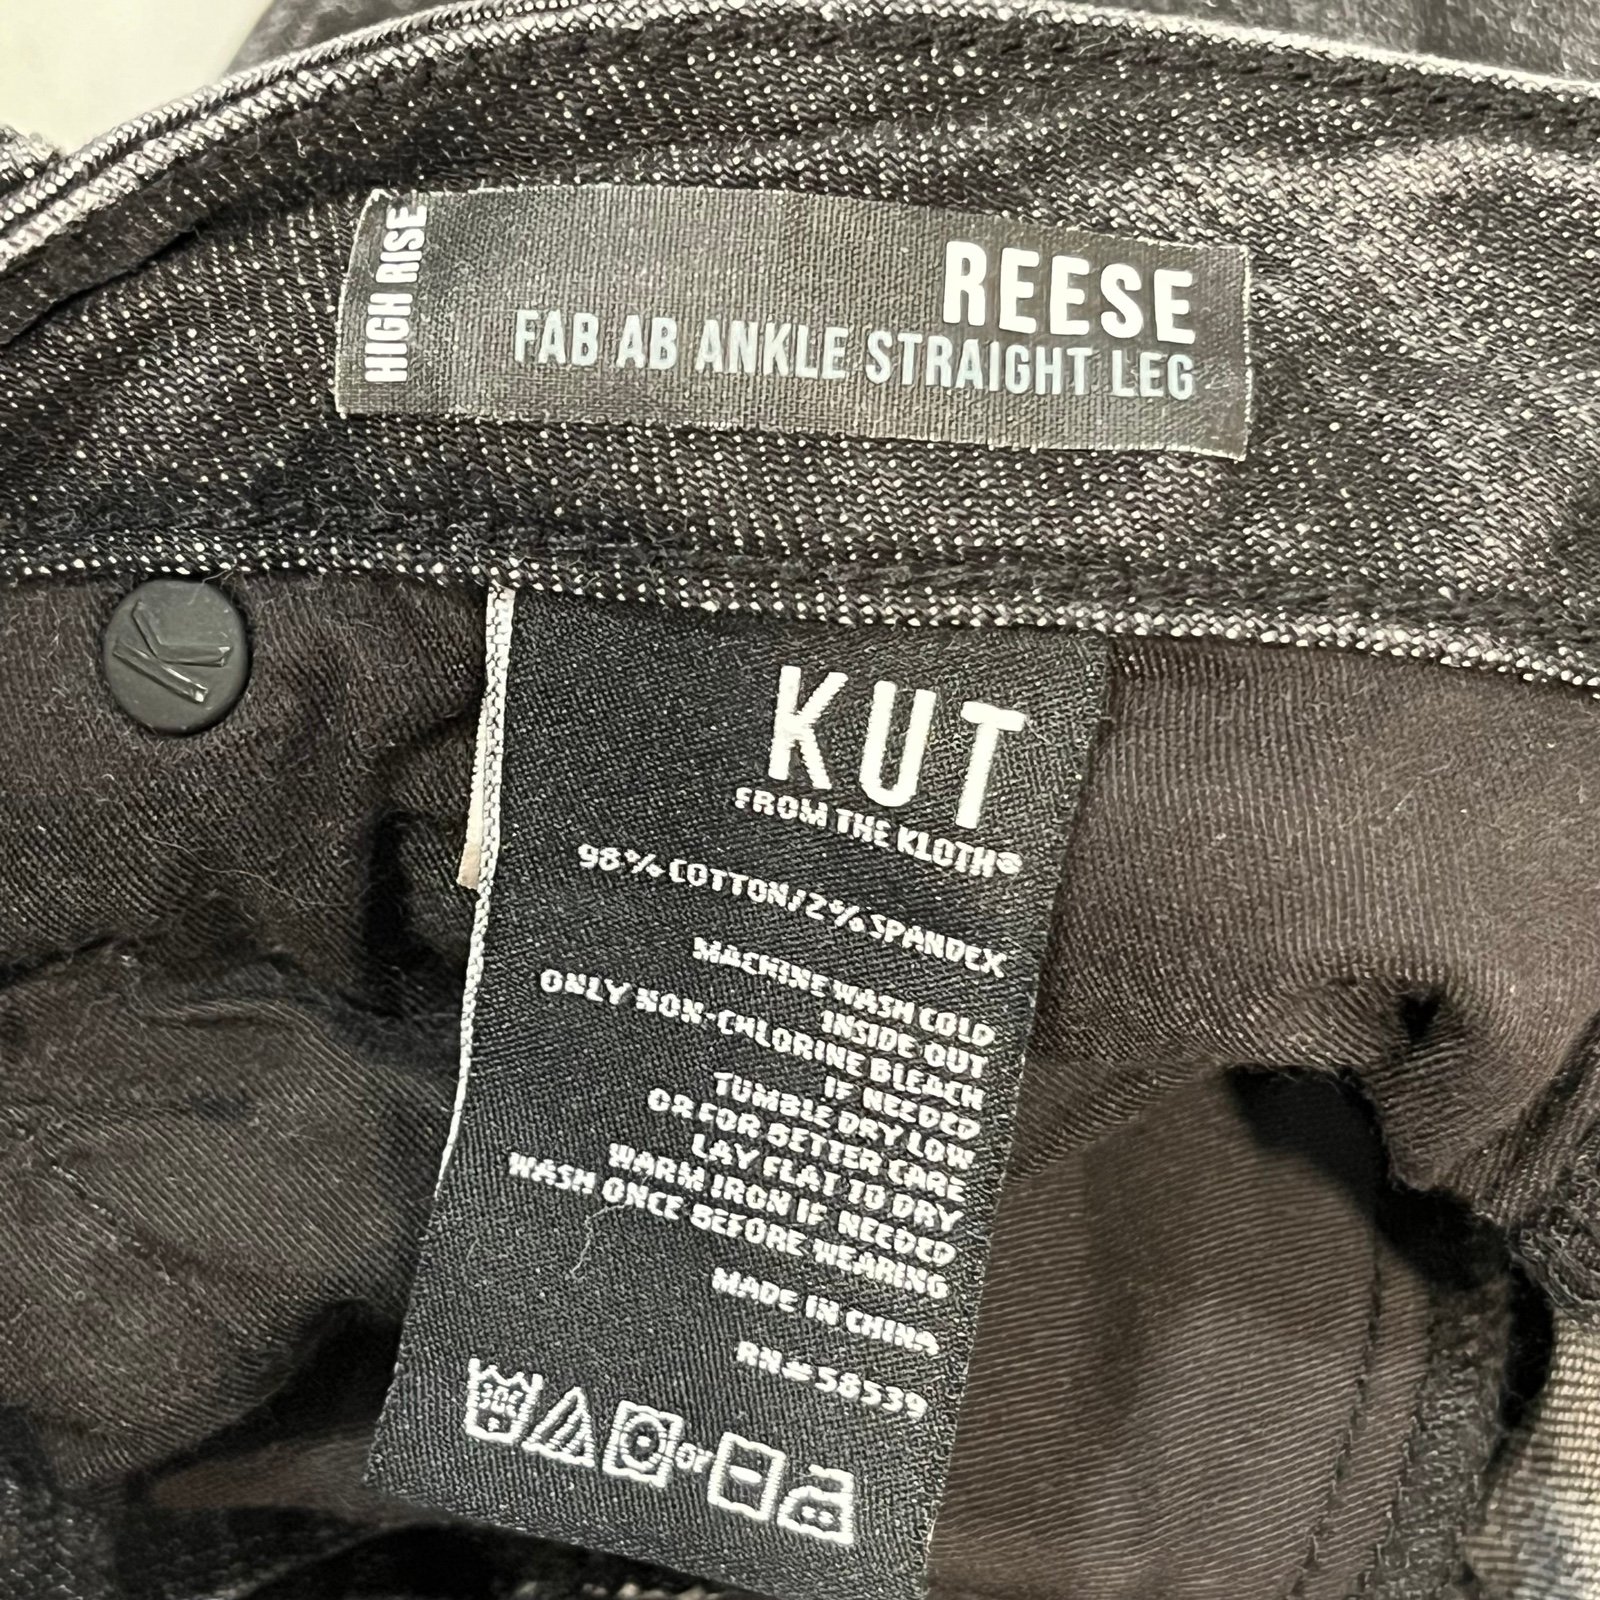 HIGH RISE
REESE
FAB AB ANKLE STRAIGHT LEG
K
KUT
FROM THE KLOTH®
98% COTTON/2% SPANDEX
MACHINE WASH COLD
INSIDE OUT
ONLY NON-CHLORINE BLEACH
IF NEEDED
TUMBLE DRY LOW
OR FOR BETTER CARE
LAY FLAT TO DRY
WARM IRON IF NEEDED
WASH ONCE BEFORE WEARING
MADE IN CHINA
RN#58539
or